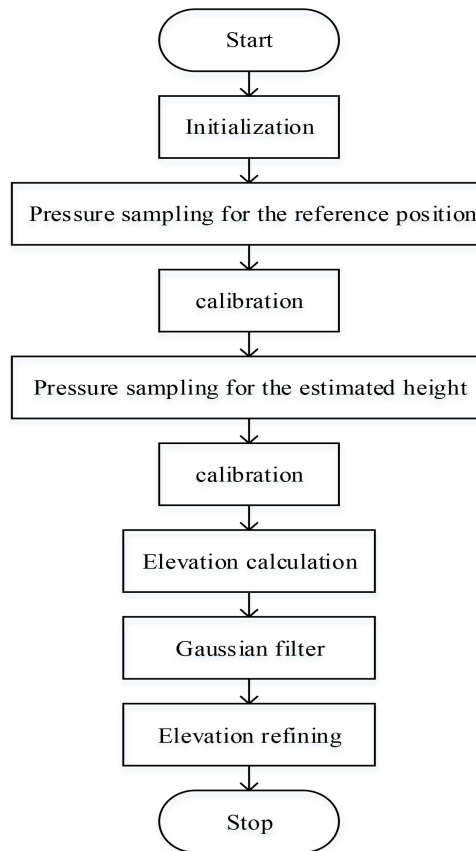 Start
Initialization
Pressure sampling for the reference position
calibration
Pressure sampling for the estimated height
calibration
Elevation calculation
Gaussian filter
Elevation refining
Stop